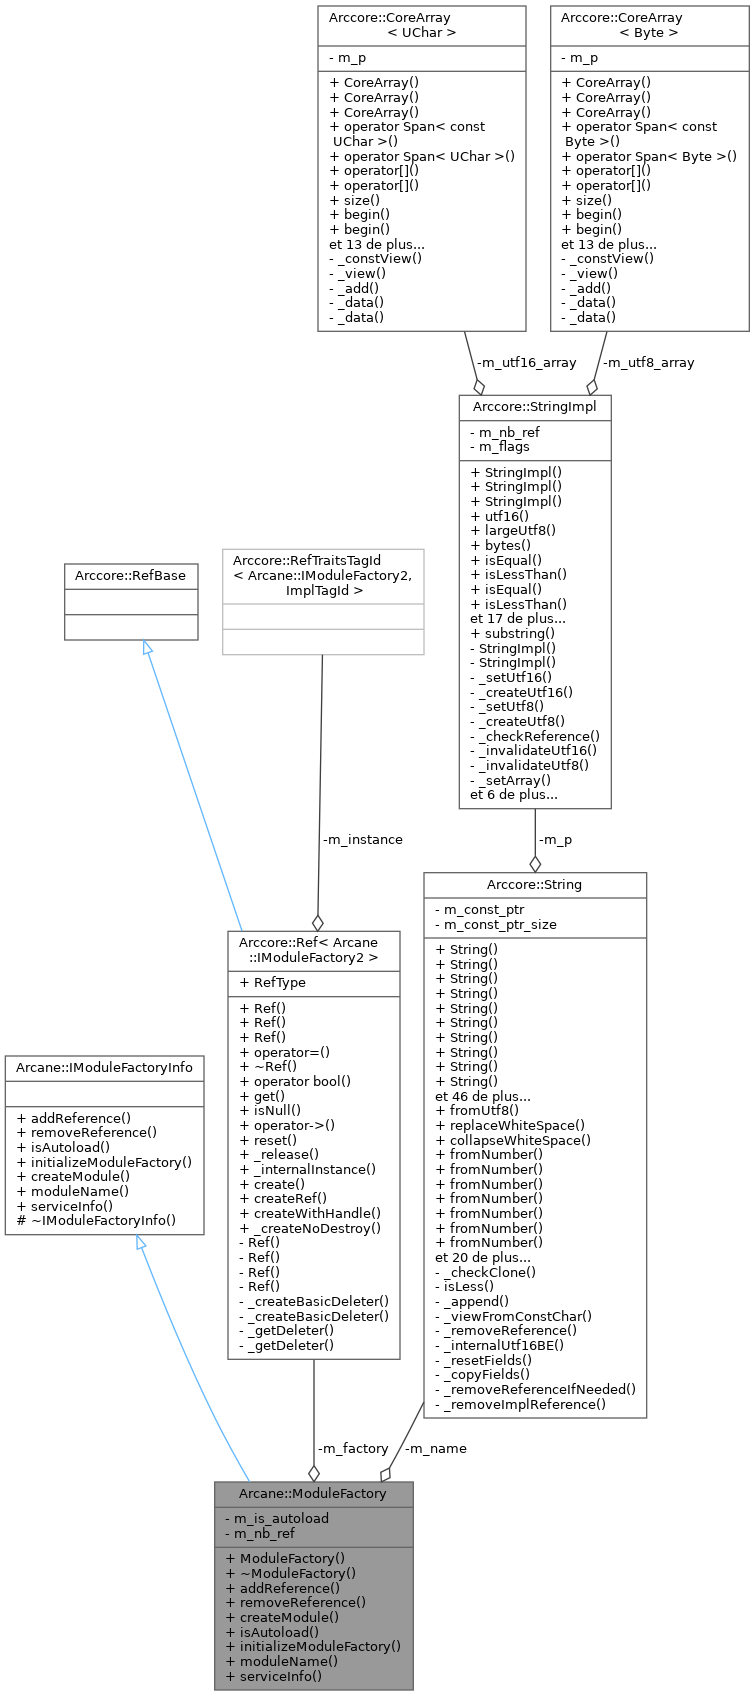 Arccore::CoreArray
< UChar >
- m_p
+ CoreArray()
+ CoreArray()
+ CoreArray()
+ operator Span< const
UChar >()
+ operator Span< UChar >()
+ operator[]()
+ operator[]()
+ size()
+ begin()
+ begin()
et 13 de plus...
- _constView()
- _view()
- _add()
- _data()
- _data()
Arccore::CoreArray
< Byte >
- m_p
+ CoreArray()
+ CoreArray()
+ CoreArray()
+ operator Span< const
Byte >()
+ operator Span< Byte >()
+ operator[]()
+ operator[]()
+ size()
+ begin()
+ begin()
et 13 de plus...
- _constView()
- _view()
- _add()
- _data()
- _data()
-m_utf16_array
-m_utf8_array
Arccore::StringImpl
- m_nb_ref
- m_flags
+ StringImpl()
+ StringImpl()
+ StringImpl()
+ utf16()
+ largeUtf8()
+ bytes()
+ isEqual()
+ isLessThan()
+ isEqual()
+ isLessThan()
et 17 de plus...
+ substring()
- StringImpl()
- StringImpl()
- _setUtf16()
- _createUtf16()
- _setUtf8()
- _createUtf8()
- _checkReference()
- _invalidateUtf16()
- _invalidateUtf8()
- _setArray()
et 6 de plus...
Arccore::RefBase
Arccore::RefTraitsTagId
< Arcane::IModuleFactory2,
ImplTagId >
-m_instance
-m_p
Arccore::String
- m_const_ptr
- m_const_ptr_size
+ String()
+ String()
+ String()
+ String()
+ String()
+ String()
+ String()
+ String()
+ String()
+ String()
et 46 de plus...
+ fromUtf8()
+ replaceWhiteSpace()
+ collapseWhiteSpace()
+ fromNumber()
+ fromNumber()
+ fromNumber()
+ fromNumber()
+ fromNumber()
+ fromNumber()
+ fromNumber()
et 20 de plus...
- _checkClone()
- isLess()
- _append()
- _viewFromConstChar()
- _removeReference()
- _internalUtf16BE()
- _resetFields()
- _copyFields()
- _removeReferenceIfNeeded()
- _removeImplReference()
Arccore::Ref< Arcane
::IModuleFactory2 >
+ RefType
+ Ref()
+ Ref()
+ Ref()
+ operator=()
+ ~Ref()
+ operator bool()
+ get()
+ isNull()
+ operator->()
+ reset()
+ _release()
+ _internalInstance()
+ create()
+ createRef()
+ createWithHandle()
+ _createNoDestroy()
- Ref()
- Ref()
- Ref()
- Ref()
- _createBasicDeleter()
- _createBasicDeleter()
- _getDeleter()
- _getDeleter()
Arcane::IModuleFactoryInfo
+ addReference()
+ removeReference()
+ isAutoload()
+ initializeModuleFactory()
+ createModule()
+ moduleName()
+ serviceInfo()
# ~IModuleFactoryInfo()
-m_factory
-m_name
Arcane::ModuleFactory
- m_is_autoload
- m_nb_ref
+ ModuleFactory()
+ ~ModuleFactory()
+ addReference()
+ removeReference()
+ createModule()
+ isAutoload()
+ initializeModuleFactory()
+ moduleName()
+ serviceInfo()